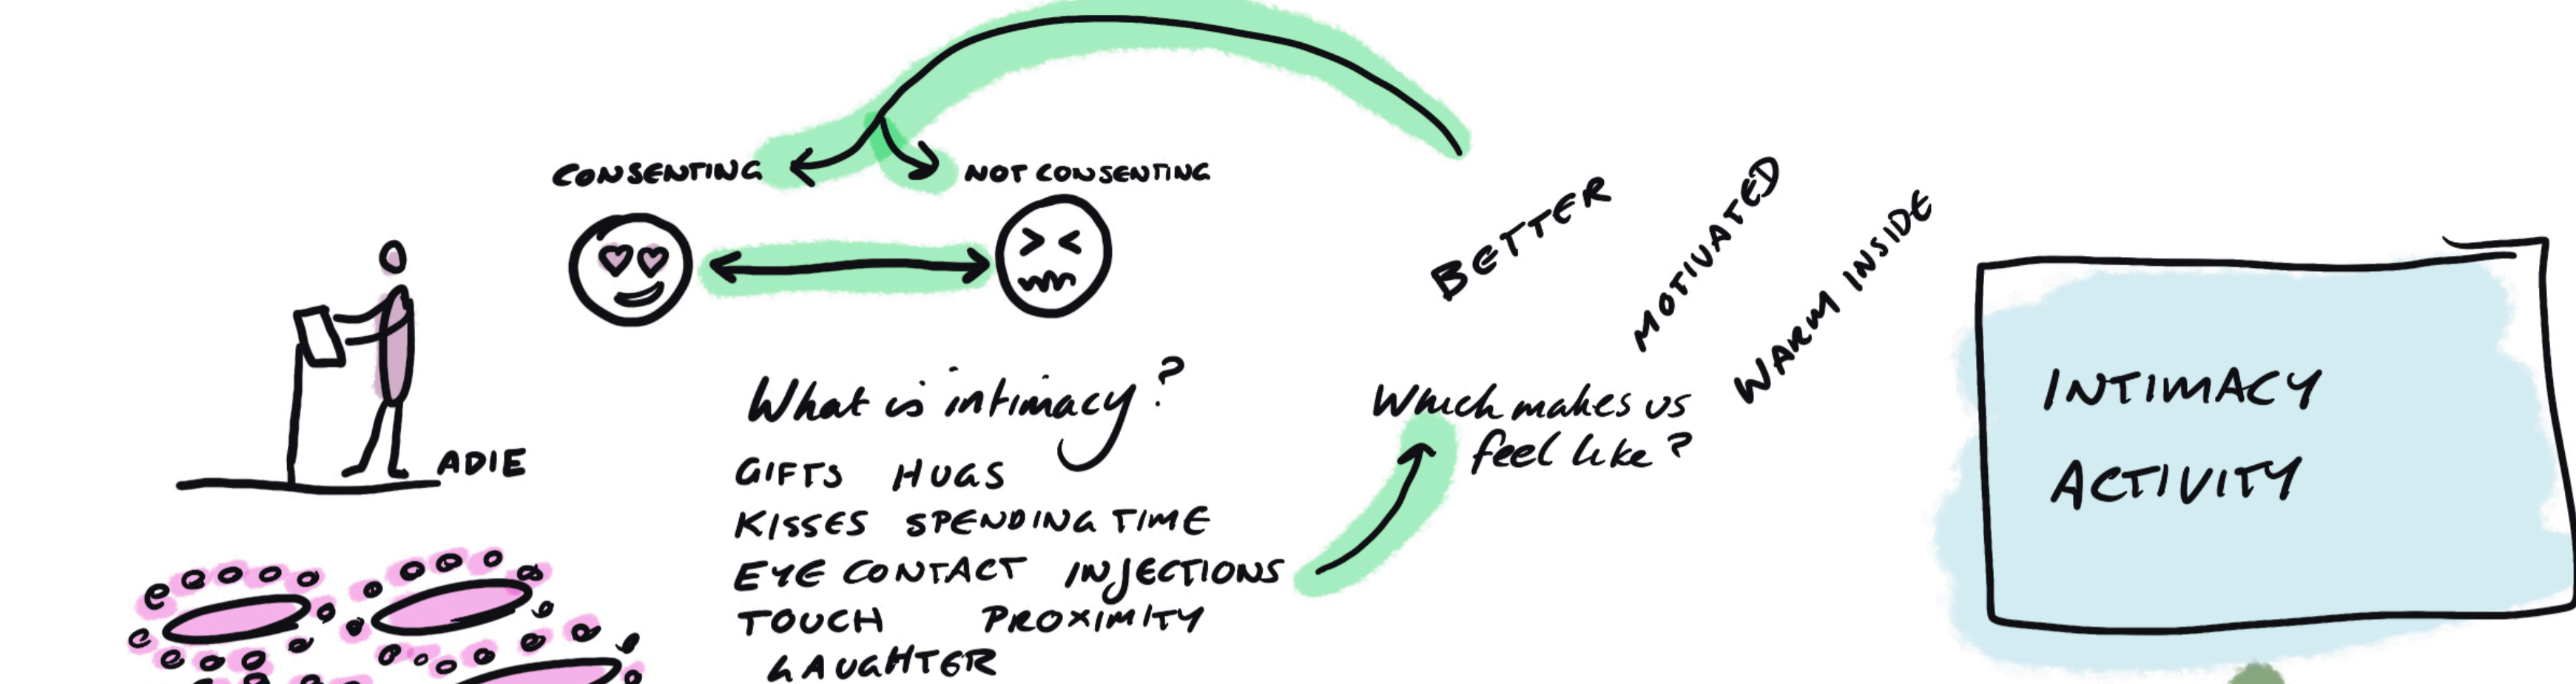 CONSENTING
NOT CONSENTING
ADIE
What is intimacy?
GIFTS HUGS
KISSES SPENDING TIME
EYE CONTACT INJECTIONS
TOUCH PROXIMITY
LAUGHTER
Which makes us
feel like?
BETTER
MOTIVATED
WARM INSIDE
INTIMACY
ACTIVITY